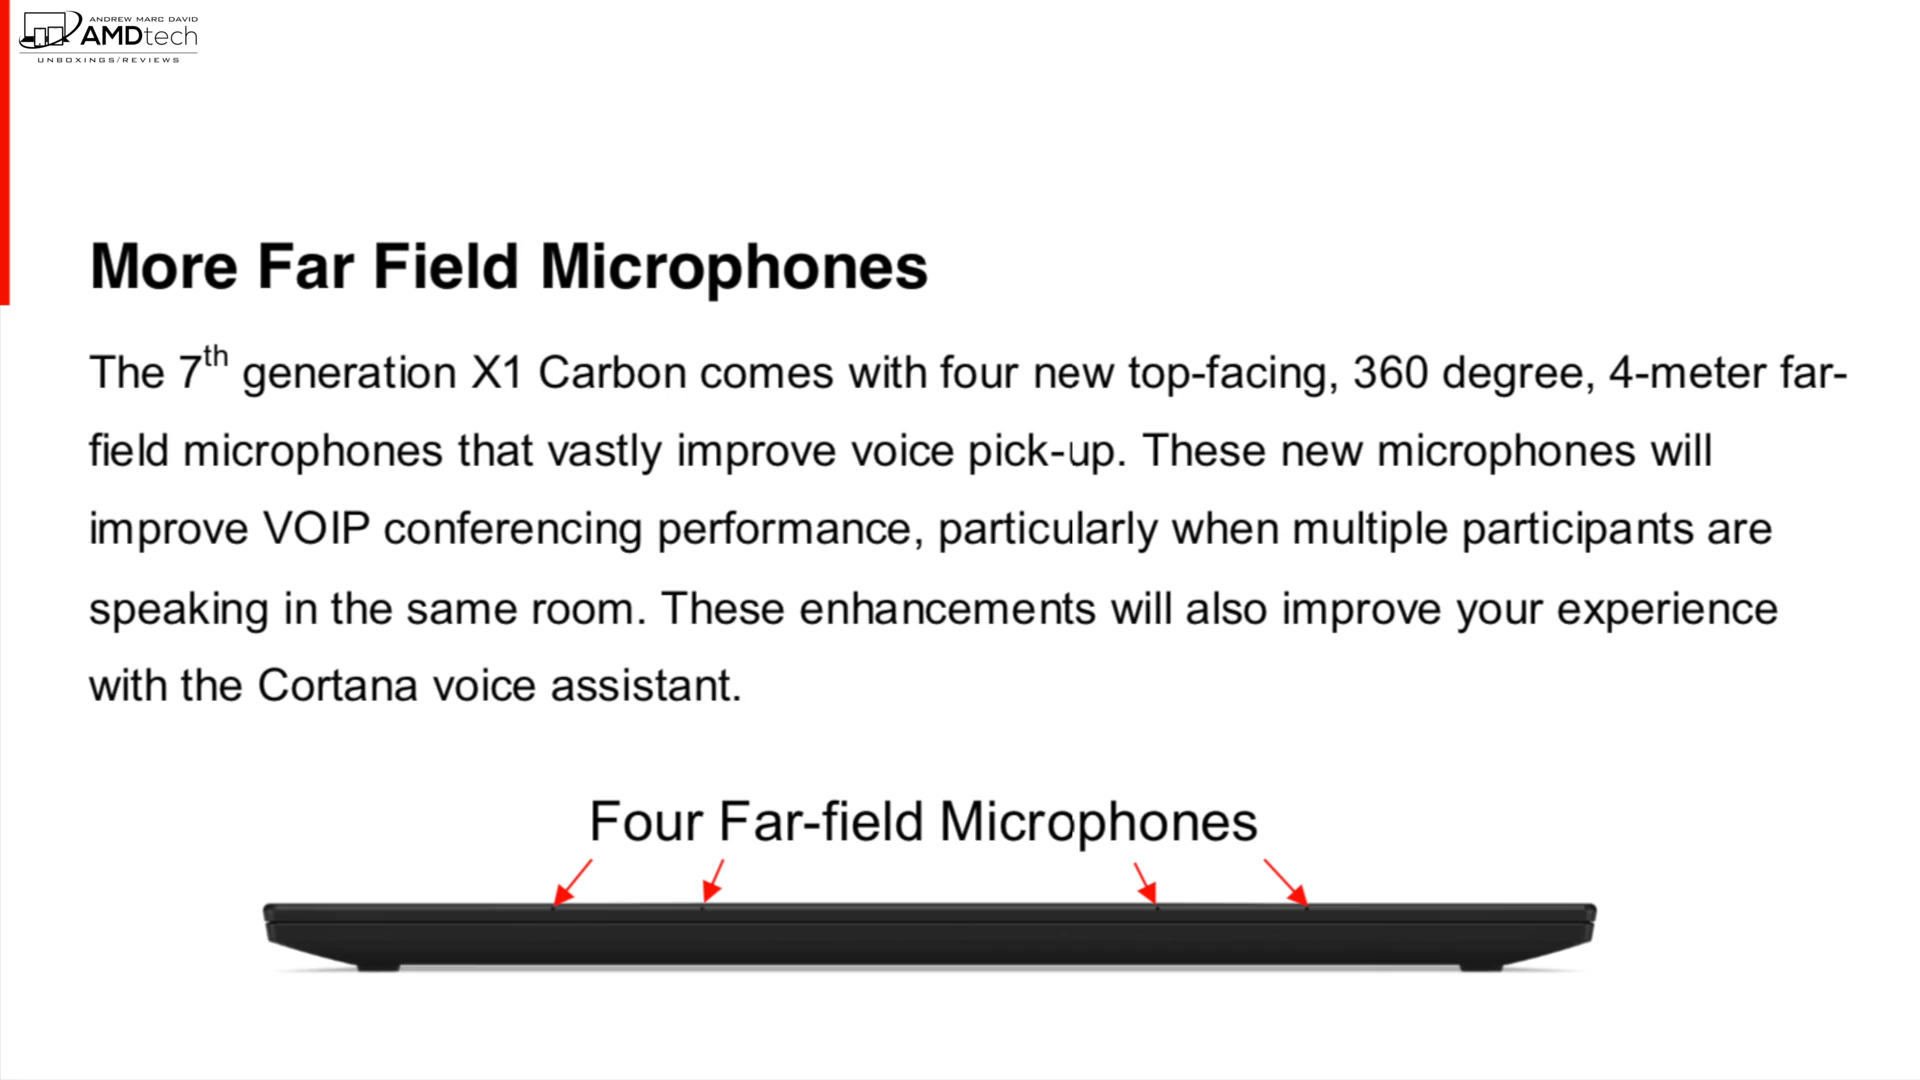 ANDREW MARC DAVID
AMDtech
UNBOXINGS/REVIEWS
More Far Field Microphones
The 7th generation X1 Carbon comes with four new top-facing, 360 degree, 4-meter far-
field microphones that vastly improve voice pick-up. These new microphones will
improve VOIP conferencing performance, particularly when multiple participants are
speaking in the same room. These enhancements will also improve your experience
with the Cortana voice assistant.
Four Far-field Microphones